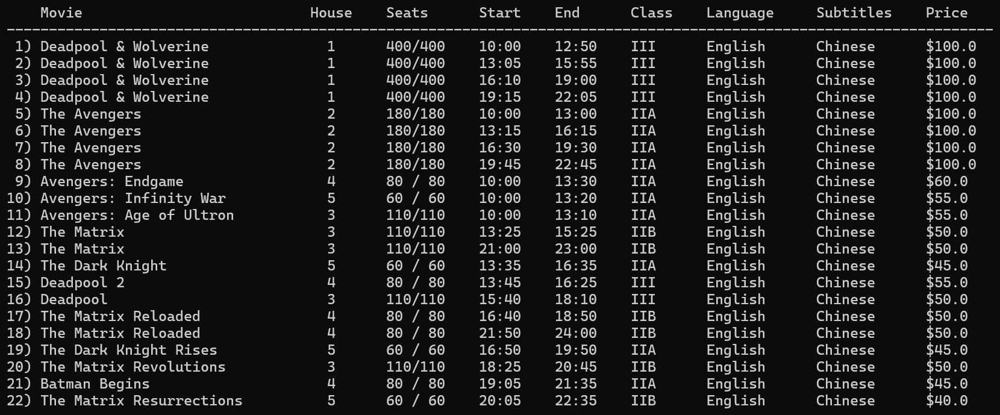 Movie House Seats Start End Class Language Subtitles Price
1) Deadpool & Wolverine 1 400/400 10:00 12:50 III English Chinese $100.0
2) Deadpool & Wolverine 1 400/400 13:05 15:55 III English Chinese $100.0
3) Deadpool & Wolverine 1 400/400 16:10 19:00 III English Chinese $100.0
4) Deadpool & Wolverine 1 400/400 19:15 22:05 III English Chinese $100.0
5) The Avengers 2 180/180 10:00 13:00 IIA English Chinese $100.0
6) The Avengers 2 180/180 13:15 16:15 IIA English Chinese $100.0
7) The Avengers 2 180/180 16:30 19:30 IIA English Chinese $100.0
8) The Avengers 2 180/180 19:45 22:45 IIA English Chinese $100.0
9) Avengers: Endgame 4 80 / 80 10:00 13:30 IIA English Chinese $60.0
10) Avengers: Infinity War 5 60 / 60 10:00 13:20 IIA English Chinese $55.0
11) Avengers: Age of Ultron 3 110/110 10:00 13:10 IIA English Chinese $55.0
12) The Matrix 3 110/110 13:25 15:25 IIB English Chinese $50.0
13) The Matrix 3 110/110 21:00 23:00 IIB English Chinese $50.0
14) The Dark Knight 5 60 / 60 13:35 16:35 IIA English Chinese $45.0
15) Deadpool 2 4 80 / 80 13:45 16:25 III English Chinese $55.0
16) Deadpool 3 110/110 15:40 18:10 III English Chinese $50.0
17) The Matrix Reloaded 4 80 / 80 16:40 18:50 IIB English Chinese $50.0
18) The Matrix Reloaded 4 80 / 80 21:50 24:00 IIB English Chinese $50.0
19) The Dark Knight Rises 5 60 / 60 16:50 19:50 IIA English Chinese $45.0
20) The Matrix Revolutions 3 110/110 18:25 20:45 IIB English Chinese $50.0
21) Batman Begins 4 80 / 80 19:05 21:35 IIA English Chinese $45.0
22) The Matrix Resurrections 5 60 / 60 20:05 22:35 IIB English Chinese $40.0